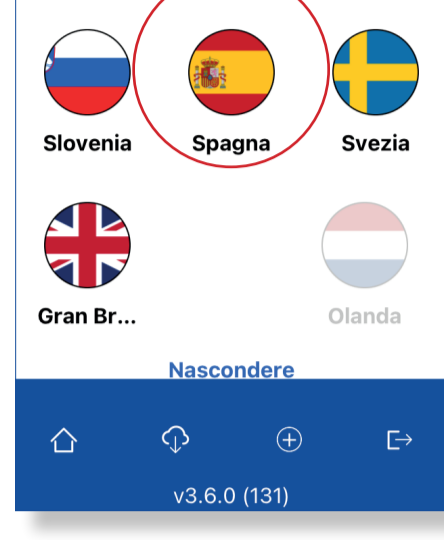 Slovenia Spagna Svezia
Gran Br... Olanda
Nascondere
v3.6.0 (131)